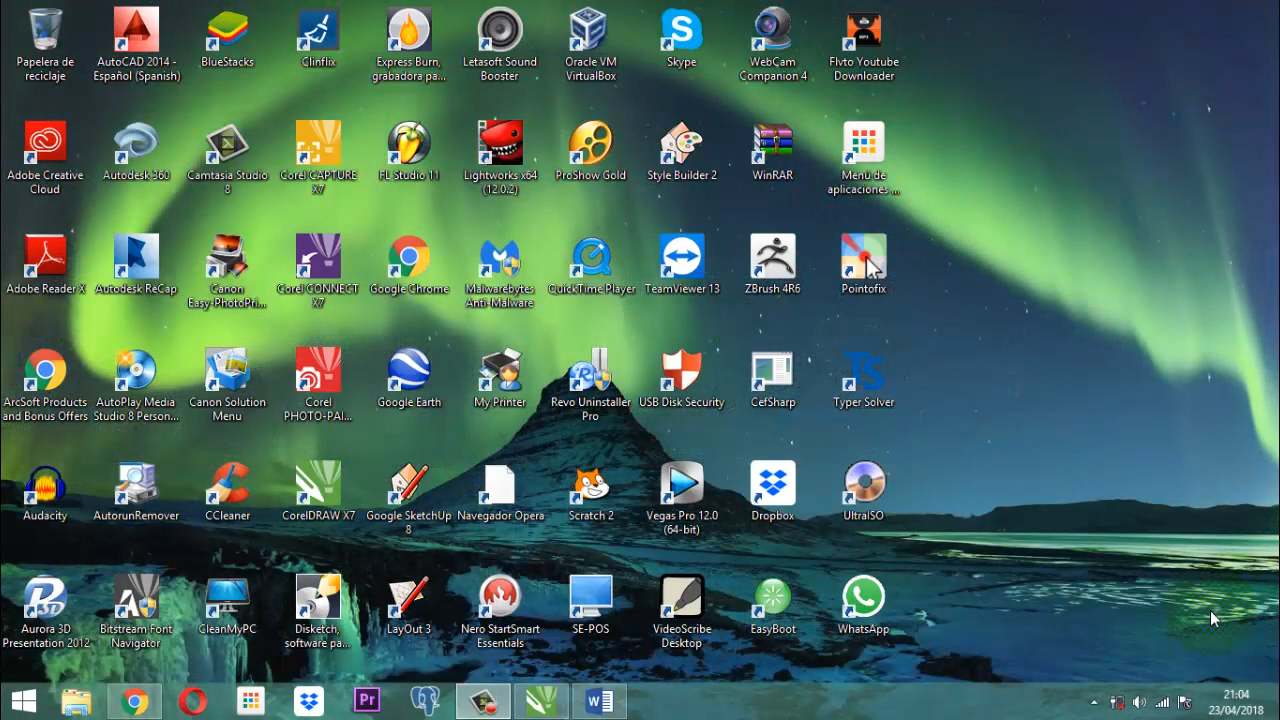 Papelera de
reciclaje
AutoCAD 2014 -
Español (Spanish)
BlueStacks
Clinflix
Express Burn,
grabadora pa...
Letasoft Sound
Booster
Oracle VM
VirtualBox
Skype
WebCam
Companion 4
Flvto Youtube
Downloader
Adobe Creative
Cloud
Autodesk 360
Camtasia Studio
8
Corel CAPTURE
X7
FL Studio 11
Lightworks x64
(12.0.2)
ProShow Gold
Style Builder 2
WinRAR
Menú de
aplicaciones ...
Adobe Reader X
Autodesk ReCap
Canon
Easy-PhotoPri...
Corel CONNECT
X7
Google Chrome
Malwarebytes
Anti-Malware
QuickTime Player
TeamViewer 13
ZBrush 4R6
Pointofix
ArcSoft Products
and Bonus Offers
AutoPlay Media
Studio 8 Person...
Canon Solution
Menu
Corel
PHOTO-PAI...
Google Earth
My Printer
Revo Uninstaller
Pro
USB Disk Security
CefSharp
TS
Typer Solver
Audacity
AutorunRemover
CCleaner
CorelDRAW X7
Google SketchUp
8
Navegador Opera
Scratch 2
Vegas Pro 12.0
(64-bit)
Dropbox
UltraISO
Aurora 3D
Presentation 2012
Bitstream Font
Navigator
CleanMyPC
Disketch,
software pa...
LayOut 3
Nero StartSmart
Essentials
SE-POS
VideoScribe
Desktop
EasyBoot
WhatsApp
Pr
21:04
23/04/2018